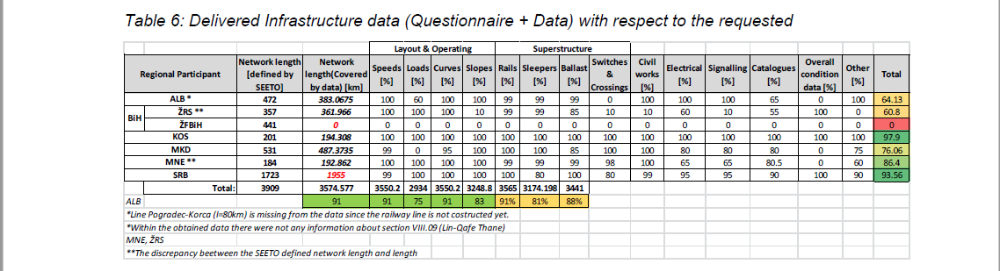 Table 6: Delivered Infrastructure data (Questionnaire + Data) with respect to the requested
Layout & Operating Superstructure
Regional Participant Network length [defined by SEETO] Network length(Covered by data) [km] Speeds [%] Loads [%] Curves [%] Slopes [%] Rails [%] Sleepers [%] Ballast [%] Switches & Crossings Civil works [%] Electrical [%] Signalling [%] Catalogues [%] Overall condition data [%] Other [%] Total
ALB * 472 383.0675 100 60 100 100 99 99 99 0 100 100 100 65 0 100 64.13
BiH ŽRS ** 357 361.966 100 100 100 10 99 99 85 10 10 60 10 55 100 0 60.8
ŽFBiH 441 0 0 0 0 0 0 0 0 0 0 0 0 0 0 0 0
KOS 201 194.308 100 100 100 100 100 100 100 100 100 100 100 100 100 100 97.9
MKD 531 487.3735 99 0 95 100 100 100 85 100 100 80 80 80 0 75 76.06
MNE ** 184 192.862 100 100 100 100 99 99 99 98 100 65 65 80.5 0 60 86.4
SRB 1723 1955 99 100 100 100 100 80 100 80 99 95 95 90 100 90 93.56
Total: 3909 3574.577 3550.2 2934 3550.2 3248.8 3565 3174.198 3441
ALB 91 91 75 91 83 91% 81% 88%
*Line Pogradec-Korca (l=80km) is missing from the data since the railway line is not costructed yet.
*Within the obtained data there were not any information about section VIII.09 (Lin-Qafe Thane)
MNE, ŽRS
**The discrepancy beetween the SEETO defined network length and length